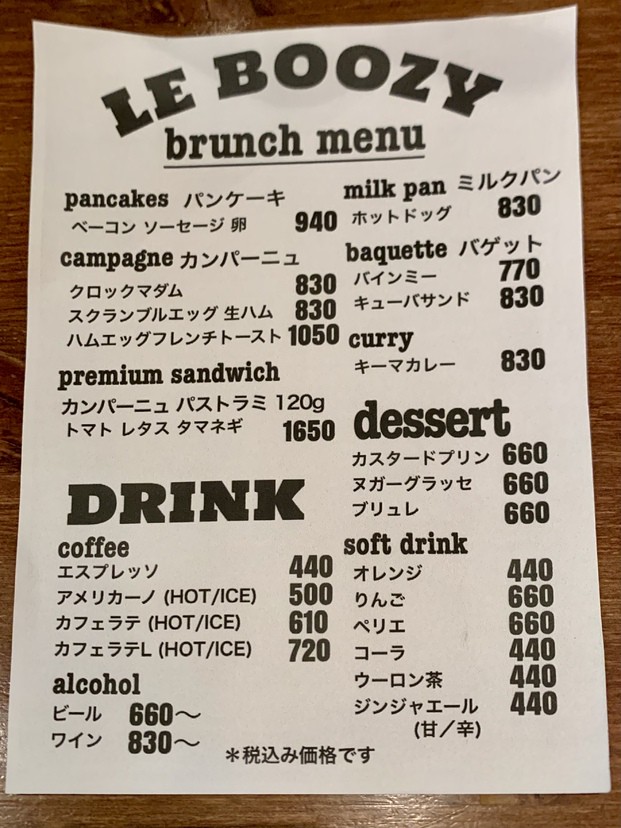 LE BOOZY
brunch menu
pancakes パンケーキ
ベーコン ソーセージ 卵 940
campagne カンパーニュ
クロックマダム 830
スクランブルエッグ 生ハム 830
ハムエッグフレンチトースト 1050
premium sandwich
カンパーニュ パストラミ 120g
トマト レタス タマネギ 1650
milk pan ミルクパン
ホットドッグ 830
baquette バゲット
バインミー 770
キューバサンド 830
curry
キーマカレー 830
dessert
カスタードプリン 660
ヌガーグラッセ 660
ブリュレ 660
DRINK
coffee
エスプレッソ 440
アメリカーノ (HOT/ICE) 500
カフェラテ (HOT/ICE) 610
カフェラテL (HOT/ICE) 720
alcohol
ビール 660〜
ワイン 830〜
soft drink
オレンジ 440
りんご 660
ペリエ 660
コーラ 440
ウーロン茶 440
ジンジャエール 440
(甘／辛)
＊税込み価格です